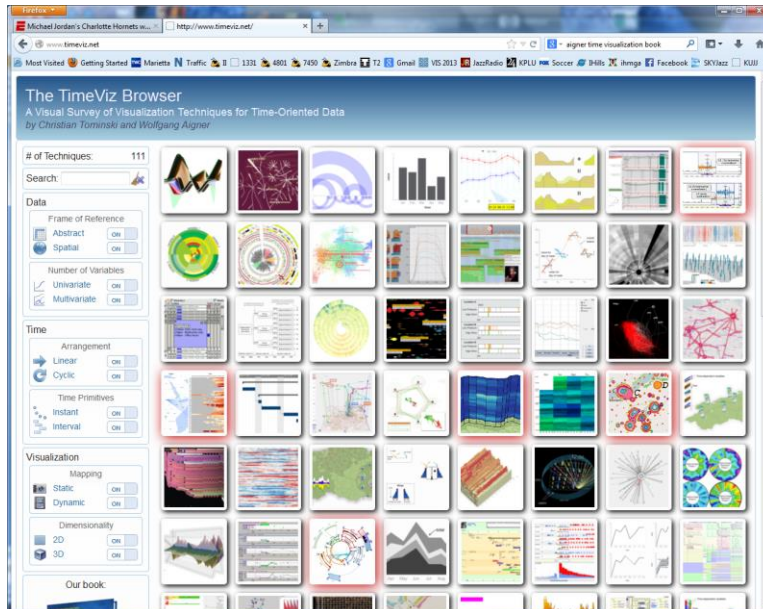 Firefox
Michael Jordan's Charlotte Hornets w...
http://www.timeviz.net/
www.timeviz.net
aigner time visualization book
Most Visited Getting Started Marietta Traffic II 1331 4801 7450 Zimbra T2 Gmail VIS 2013 JazzRadio KPLU Soccer IHills ihmga Facebook SKYJazz KUJJ
The TimeViz Browser
A Visual Survey of Visualization Techniques for Time-Oriented Data
by Christian Tominski and Wolfgang Aigner
# of Techniques: 111
Search:
Data
Frame of Reference
Abstract ON
Spatial ON
Number of Variables
Univariate ON
Multivariate ON
Time
Arrangement
Linear ON
Cyclic ON
Time Primitives
Instant ON
Interval ON
Visualization
Mapping
Static ON
Dynamic ON
Dimensionality
2D ON
3D ON
Our book: